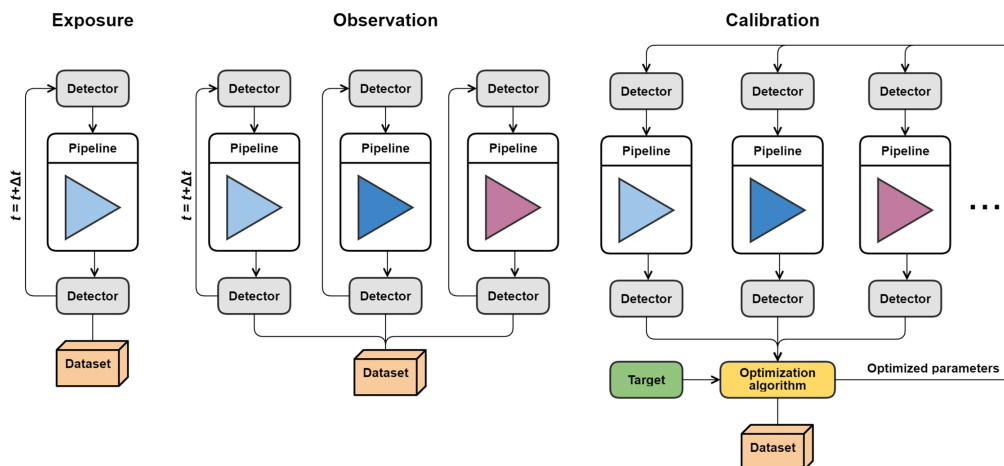 Exposure
Observation
Calibration
Detector
Detector
Detector
Detector
Detector
Detector
Detector
Pipeline
Pipeline
Pipeline
Pipeline
Pipeline
Pipeline
Pipeline
t = t+Δt
t = t+Δt
...
Detector
Detector
Detector
Detector
Detector
Detector
Detector
Dataset
Dataset
Target
Optimization
algorithm
Optimized parameters
Dataset